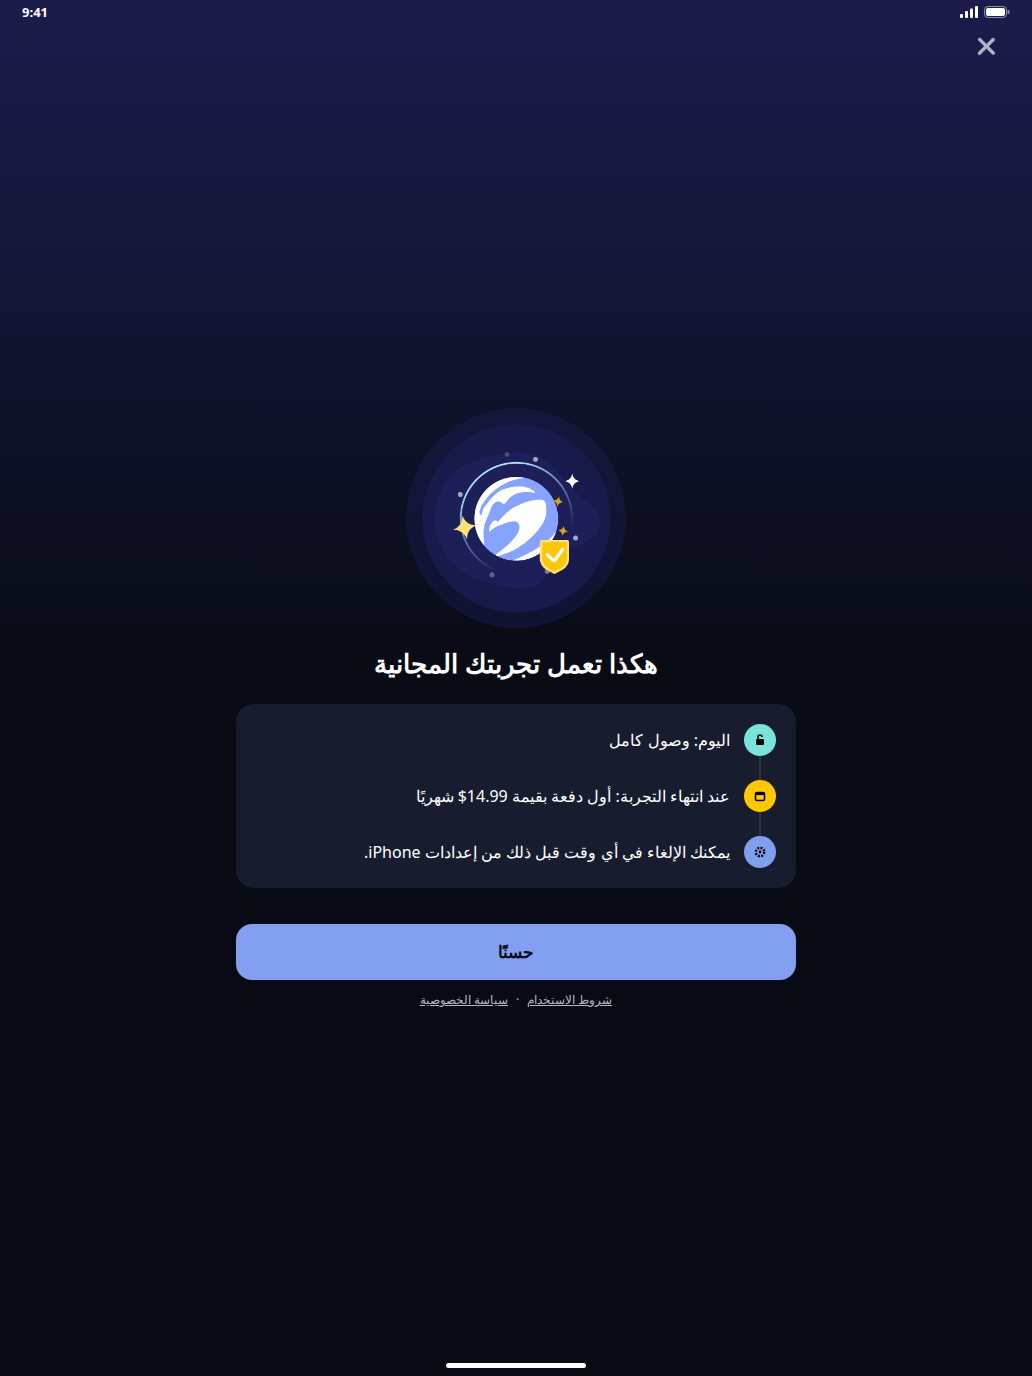 9:41
هكذا تعمل تجربتك المجانية
اليوم: وصول كامل
عند انتهاء التجربة: أول دفعة بقيمة 14.99$ شهريًا
يمكنك الإلغاء في أي وقت قبل ذلك من إعدادات iPhone.
حسنًا
شروط الاستخدام · سياسة الخصوصية